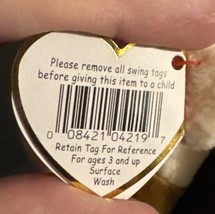 Please remove all swing tags
before giving this item to a child
0 08421 04219 7
Retain Tag For Reference
For ages 3 and up
Surface
Wash